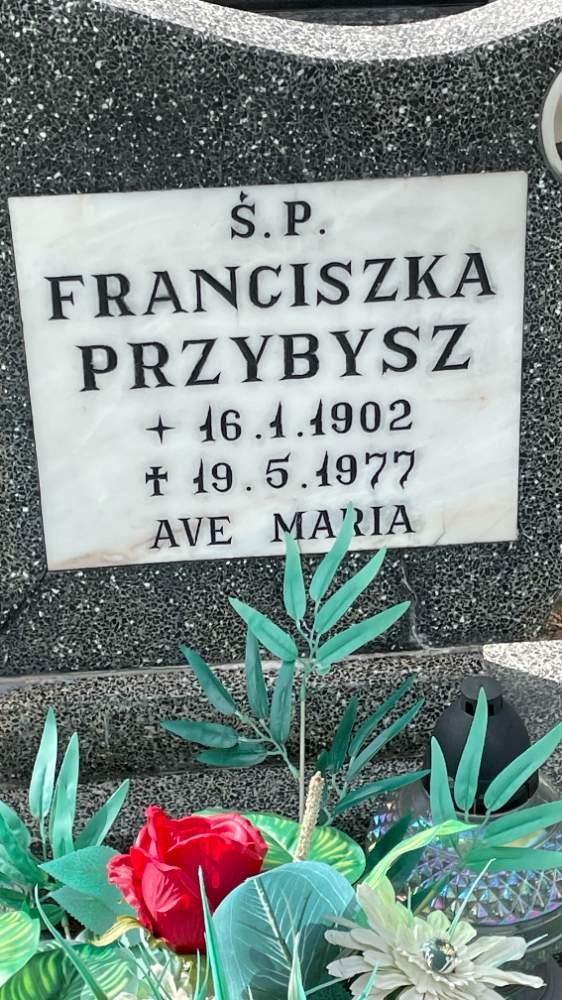 Ś.P.
FRANCISZKA
PRZYBYSZ
+ 16.1.1902
✝ 19.5.1977
AVE MARIA